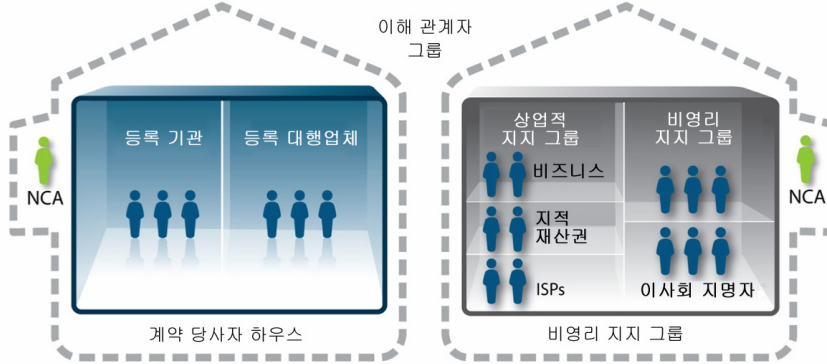 이해 관계자
그룹
등록 기관
등록 대행업체
NCA
계약 당사자 하우스
상업적
지지 그룹
비즈니스
지적
재산권
ISPs
비영리
지지 그룹
이사회 지명자
NCA
비영리 지지 그룹